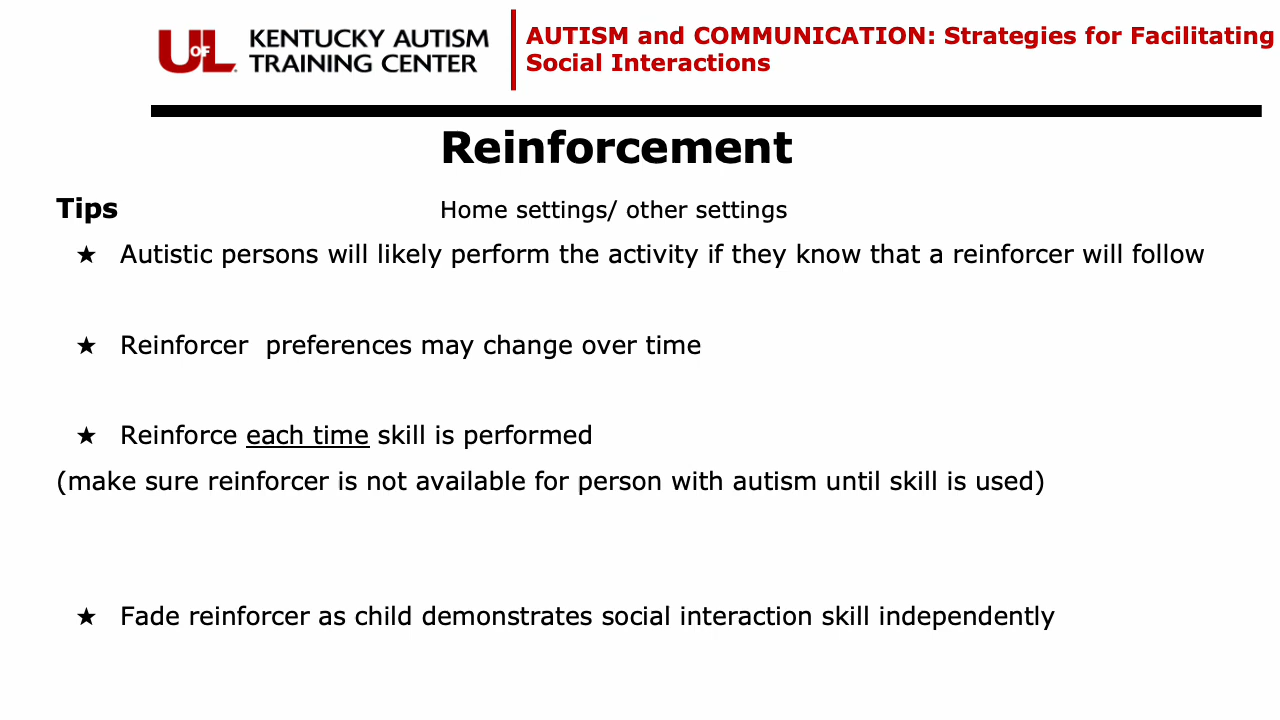 UofL KENTUCKY AUTISM
TRAINING CENTER
AUTISM and COMMUNICATION: Strategies for Facilitating
Social Interactions
Reinforcement
Tips
Home settings/ other settings
★ Autistic persons will likely perform the activity if they know that a reinforcer will follow
★ Reinforcer  preferences may change over time
★ Reinforce each time skill is performed
(make sure reinforcer is not available for person with autism until skill is used)
★ Fade reinforcer as child demonstrates social interaction skill independently